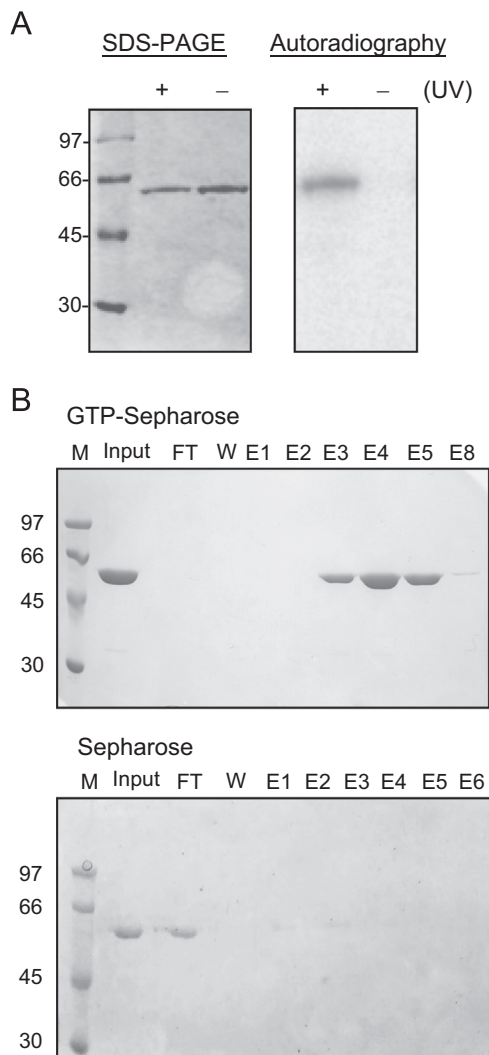 A
SDS-PAGE Autoradiography
+ – + – (UV)
97-
66-
45-
30-
B
GTP-Sepharose
M Input FT W E1 E2 E3 E4 E5 E8
97
66
45
30
Sepharose
M Input FT W E1 E2 E3 E4 E5 E6
97
66
45
30